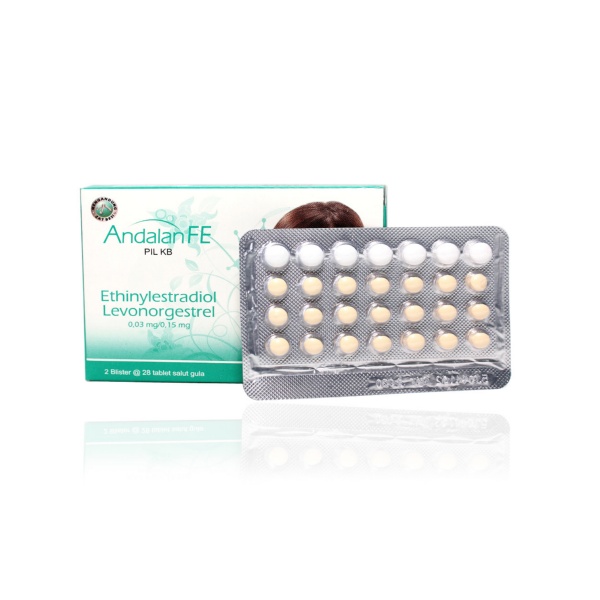 Andalan FE
PIL KB
Ethinylestradiol
Levonorgestrel
0,03 mg/0,15 mg
2 Blister @ 28 tablet salut gula